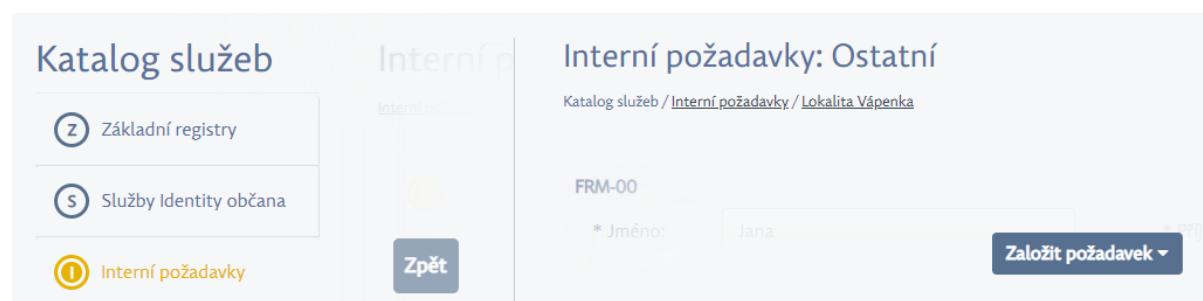 Katalog služeb
Z Základní registry
S Služby Identity občana
I Interní požadavky
Interní p
Zpět
Interní požadavky: Ostatní
Katalog služeb / Interní požadavky / Lokalita Vápenka
FRM-00
* Jméno: Jana
Založit požadavek